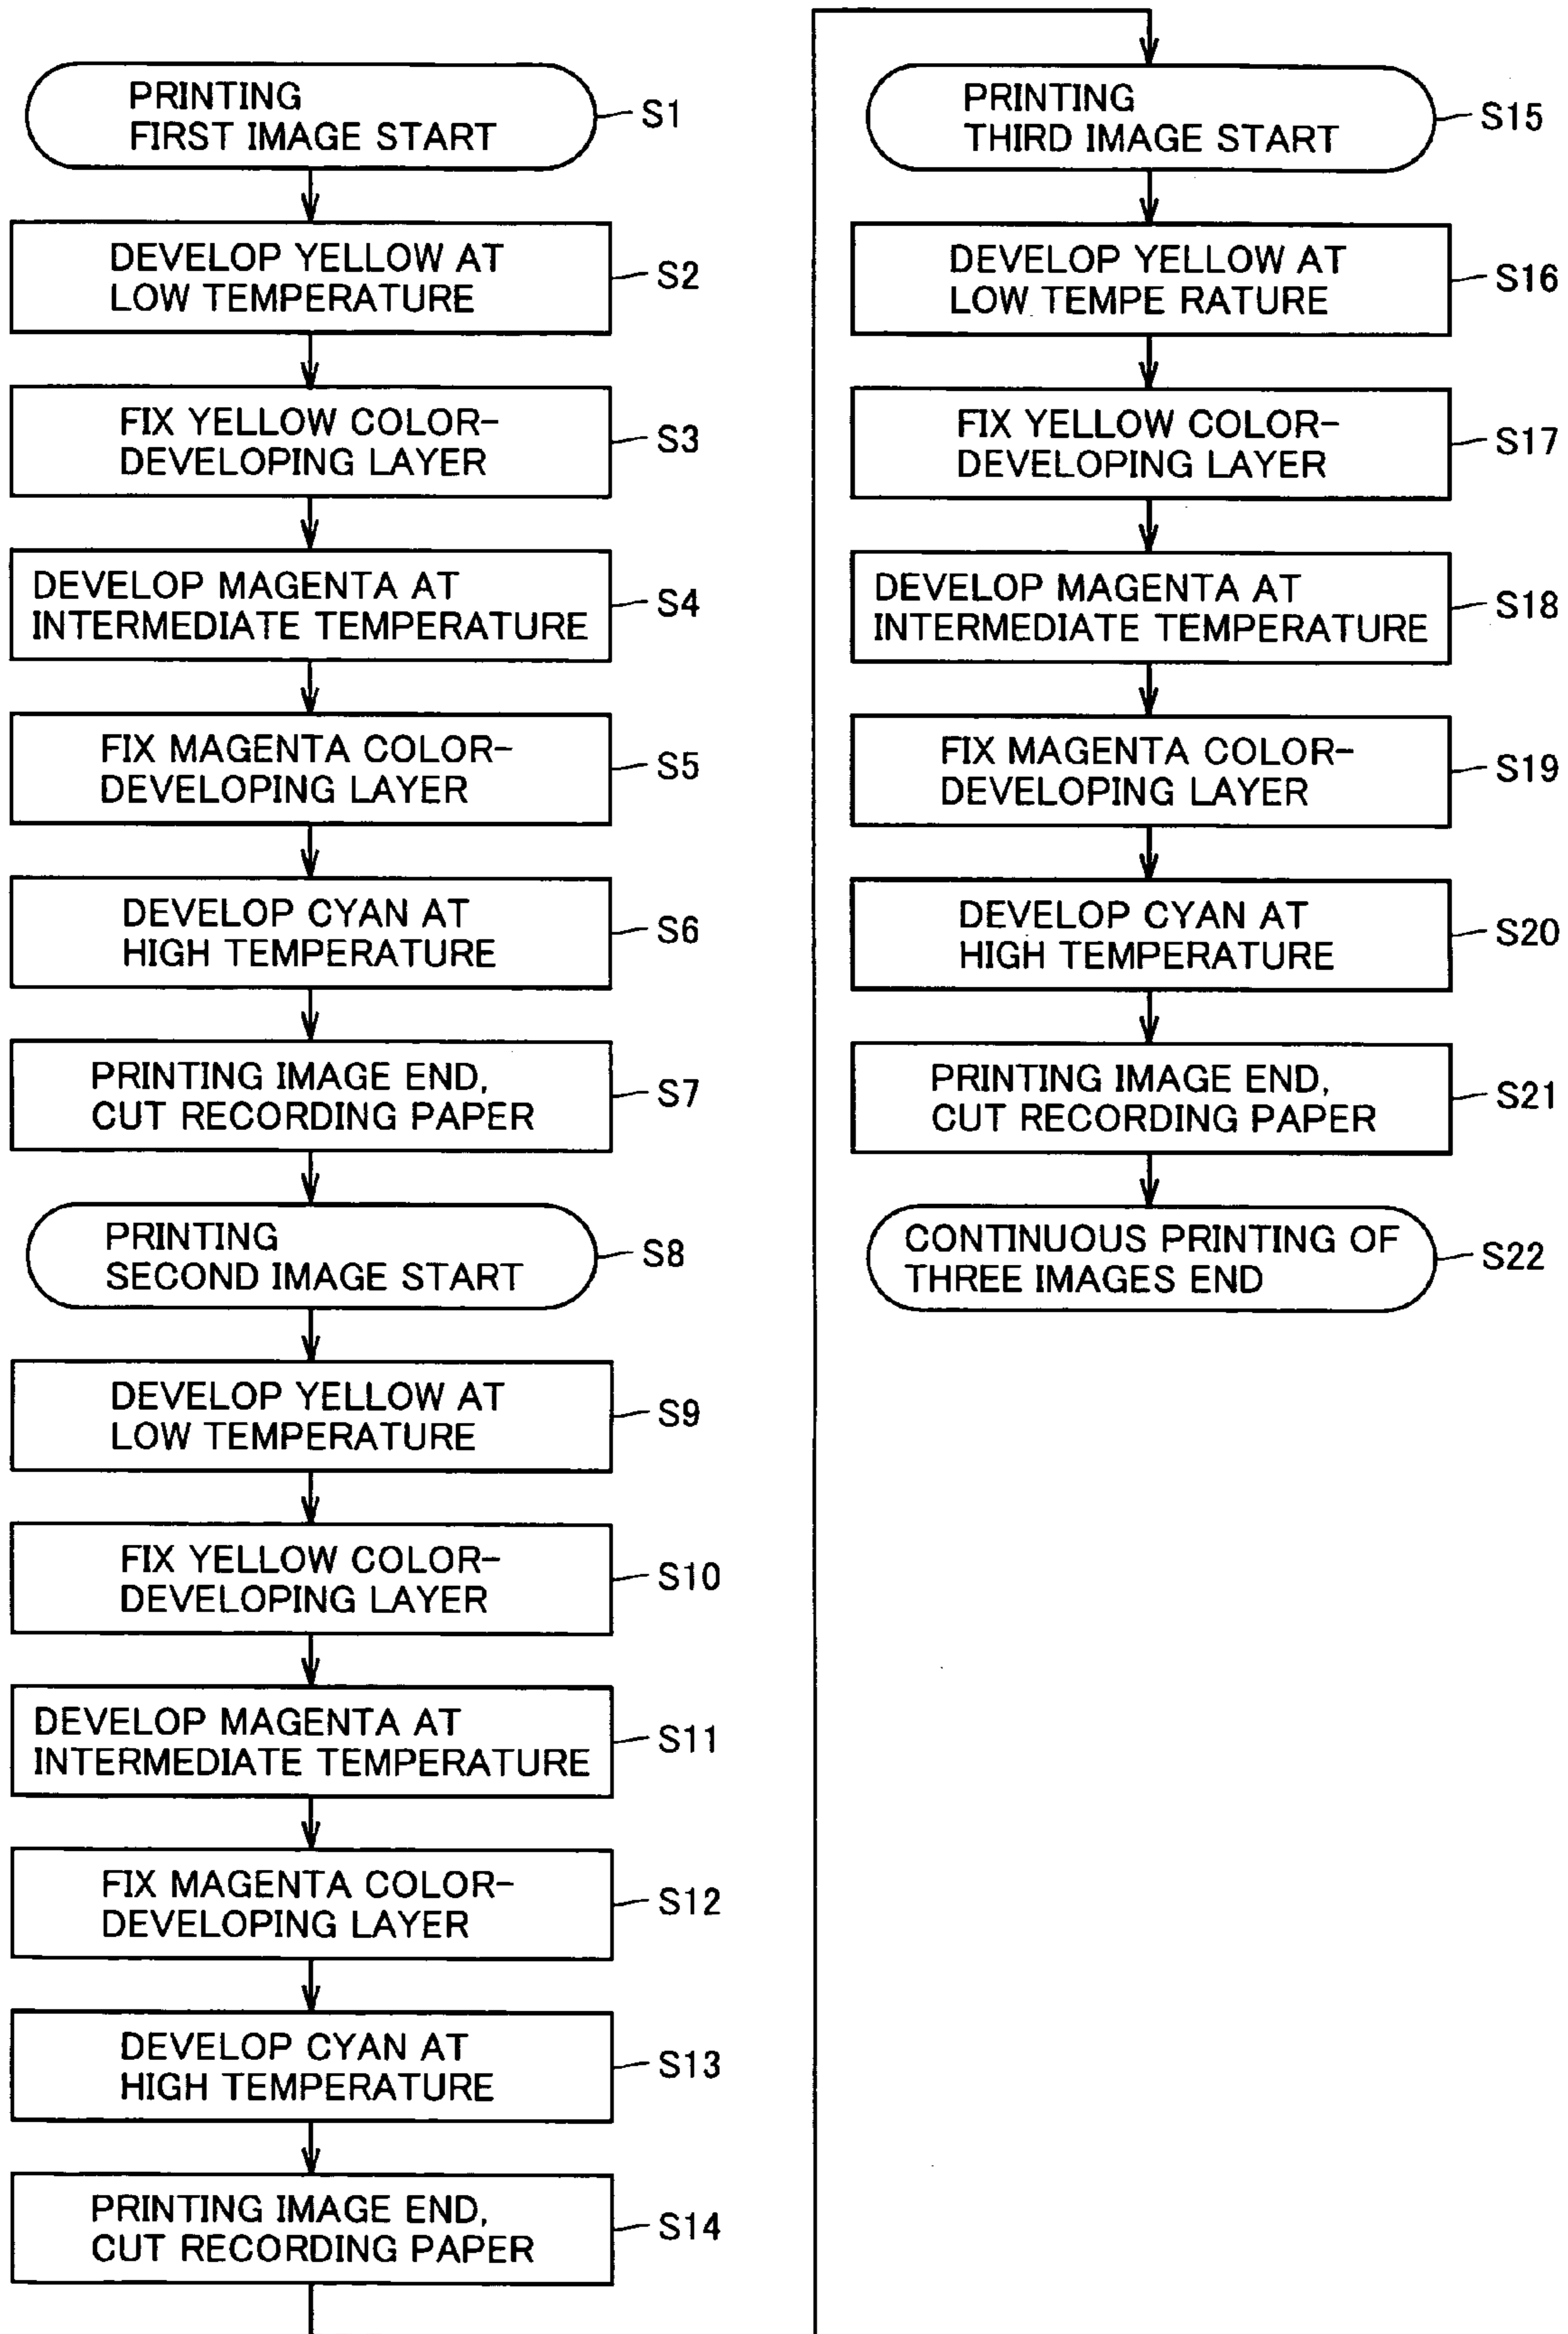 PRINTING
FIRST IMAGE START
S1
DEVELOP YELLOW AT
LOW TEMPERATURE
S2
FIX YELLOW COLOR-
DEVELOPING LAYER
S3
DEVELOP MAGENTA AT
INTERMEDIATE TEMPERATURE
S4
FIX MAGENTA COLOR-
DEVELOPING LAYER
S5
DEVELOP CYAN AT
HIGH TEMPERATURE
S6
PRINTING IMAGE END,
CUT RECORDING PAPER
S7
PRINTING
SECOND IMAGE START
S8
DEVELOP YELLOW AT
LOW TEMPERATURE
S9
FIX YELLOW COLOR-
DEVELOPING LAYER
S10
DEVELOP MAGENTA AT
INTERMEDIATE TEMPERATURE
S11
FIX MAGENTA COLOR-
DEVELOPING LAYER
S12
DEVELOP CYAN AT
HIGH TEMPERATURE
S13
PRINTING IMAGE END,
CUT RECORDING PAPER
S14
PRINTING
THIRD IMAGE START
S15
DEVELOP YELLOW AT
LOW TEMPE RATURE
S16
FIX YELLOW COLOR-
DEVELOPING LAYER
S17
DEVELOP MAGENTA AT
INTERMEDIATE TEMPERATURE
S18
FIX MAGENTA COLOR-
DEVELOPING LAYER
S19
DEVELOP CYAN AT
HIGH TEMPERATURE
S20
PRINTING IMAGE END,
CUT RECORDING PAPER
S21
CONTINUOUS PRINTING OF
THREE IMAGES END
S22